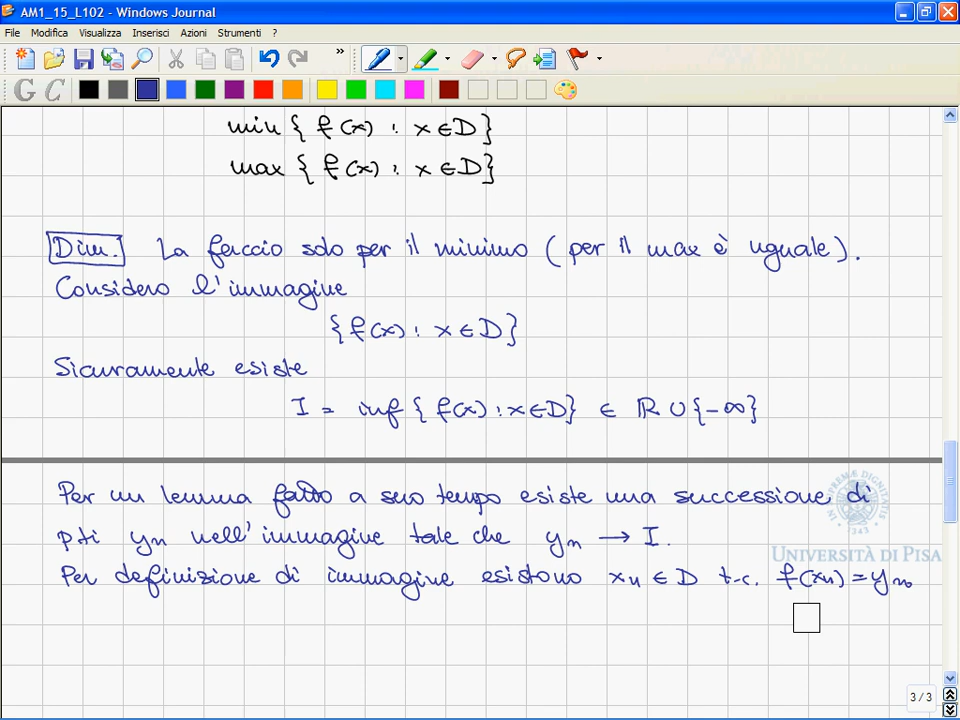 AM1_15_L102 - Windows Journal
File Modifica Visualizza Inserisci Azioni Strumenti ?
min { f(x) : x ∈ D }
max { f(x) : x ∈ D }
Dim. La faccio solo per il minimo (per il max è uguale).
Considero l'immagine
{ f(x) : x ∈ D }
Sicuramente esiste
I = inf { f(x) : x ∈ D } ∈ ℝ ∪ {-∞}
Per un lemma fatto a suo tempo esiste una successione di
pti yn nell'immagine tale che yn → I.
Per definizione di immagine esistono xn ∈ D t.c. f(xn) = yn
UNIVERSITÀ DI PISA
3 / 3